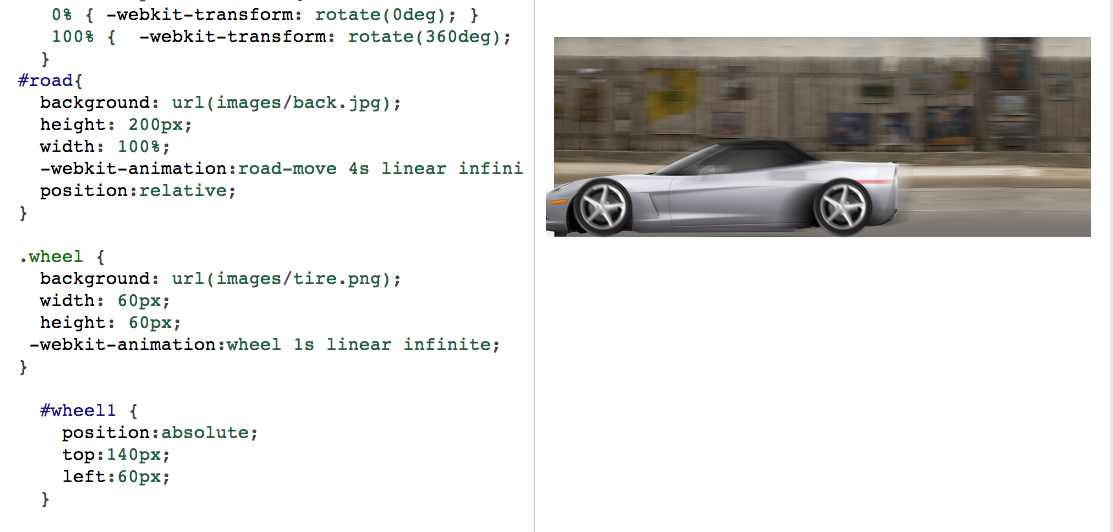 0% { -webkit-transform: rotate(0deg); }
100% {  -webkit-transform: rotate(360deg);
}
#road{
background: url(images/back.jpg);
height: 200px;
width: 100%;
-webkit-animation:road-move 4s linear infini
position:relative;
}
.wheel {
background: url(images/tire.png);
width: 60px;
height: 60px;
-webkit-animation:wheel 1s linear infinite;
}
#wheel1 {
position:absolute;
top:140px;
left:60px;
}